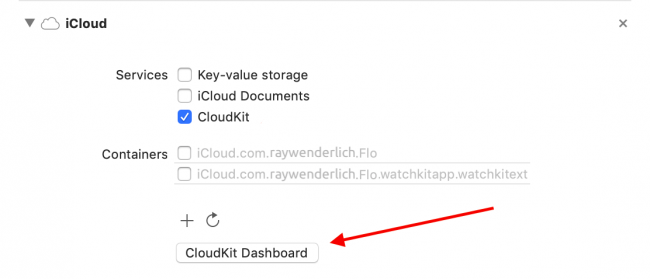 iCloud
Services Key-value storage
iCloud Documents
CloudKit
Containers iCloud.com.raywenderlich.Flo
iCloud.com.raywenderlich.Flo.watchkitapp.watchkitext
CloudKit Dashboard